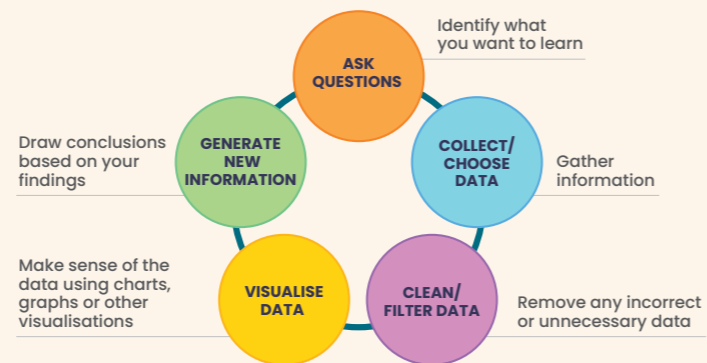 ASK
QUESTIONS
Identify what
you want to learn
COLLECT/
CHOOSE
DATA
Gather
information
CLEAN/
FILTER DATA
Remove any incorrect
or unnecessary data
VISUALISE
DATA
Make sense of the
data using charts,
graphs or other
visualisations
GENERATE
NEW
INFORMATION
Draw conclusions
based on your
findings